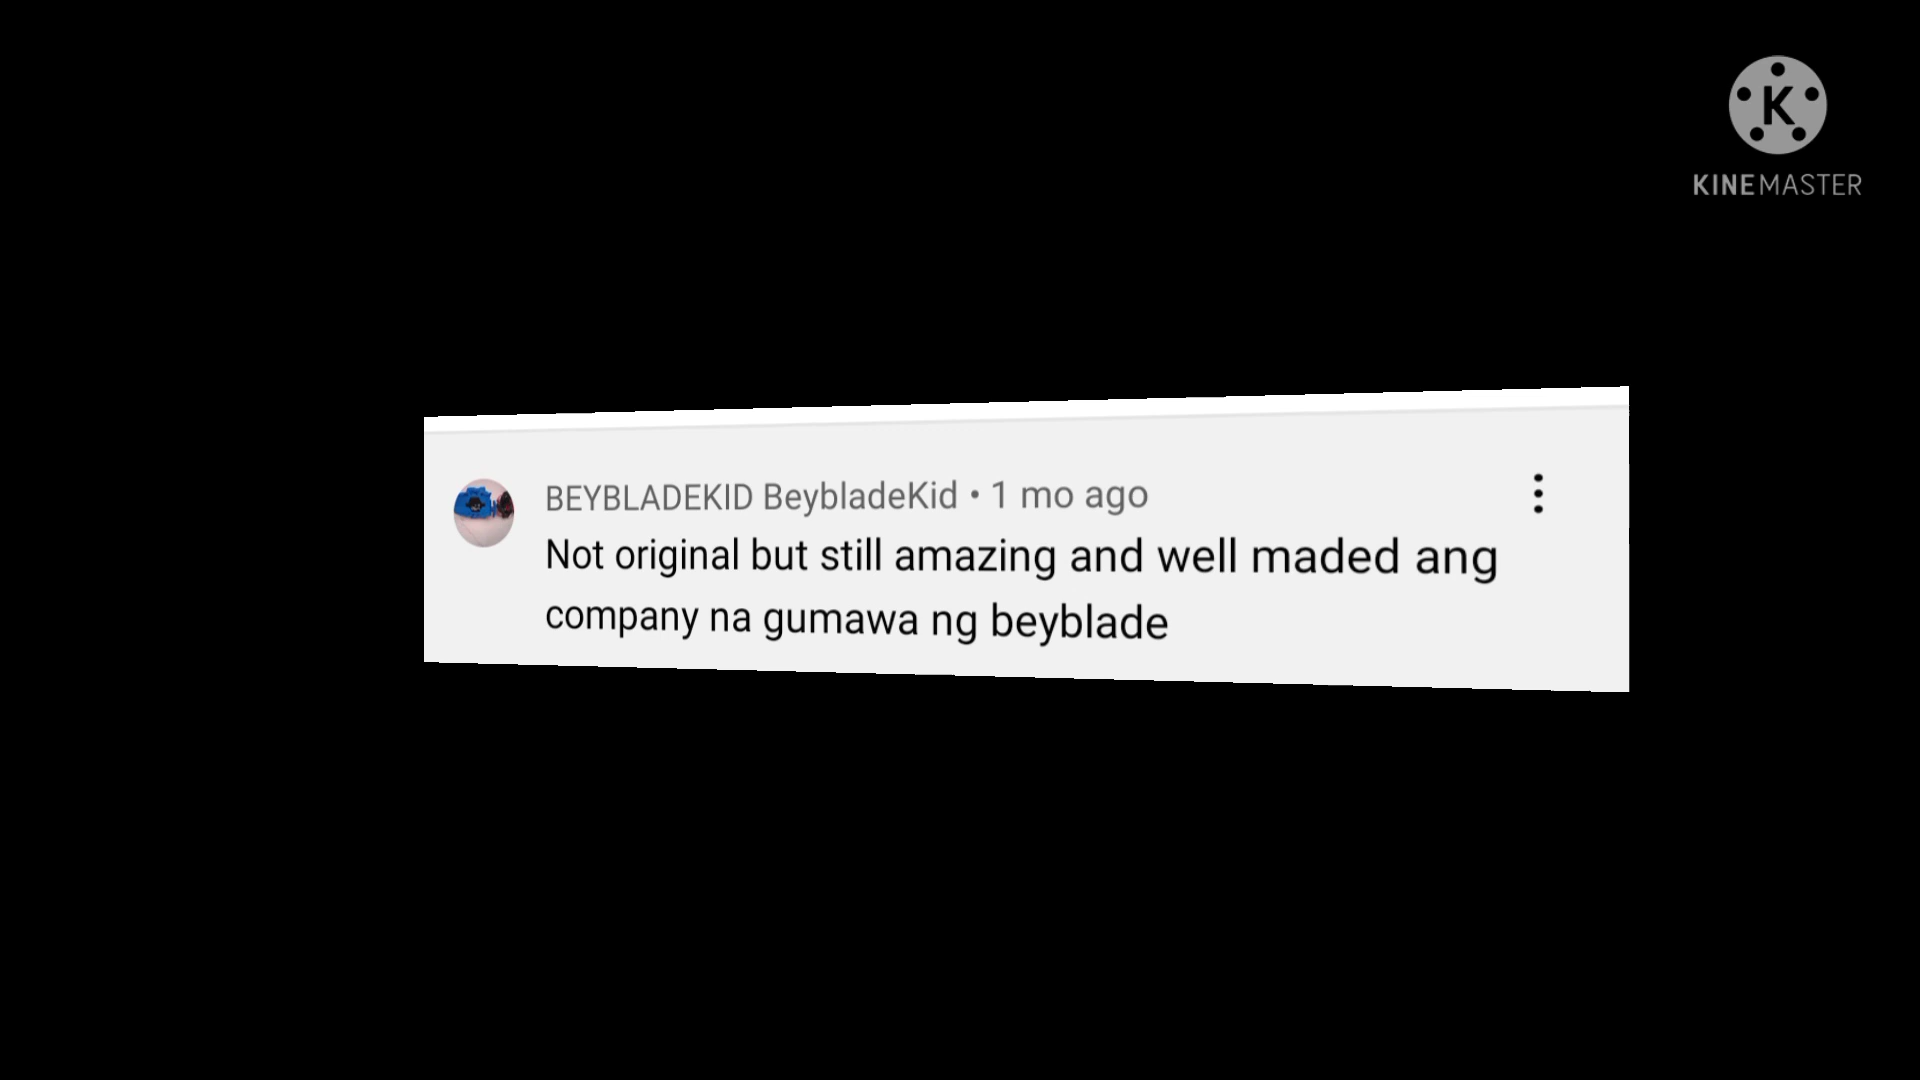 K
KINEMASTER
BEYBLADEKID BeybladeKid • 1 mo ago
Not original but still amazing and well maded ang
company na gumawa ng beyblade